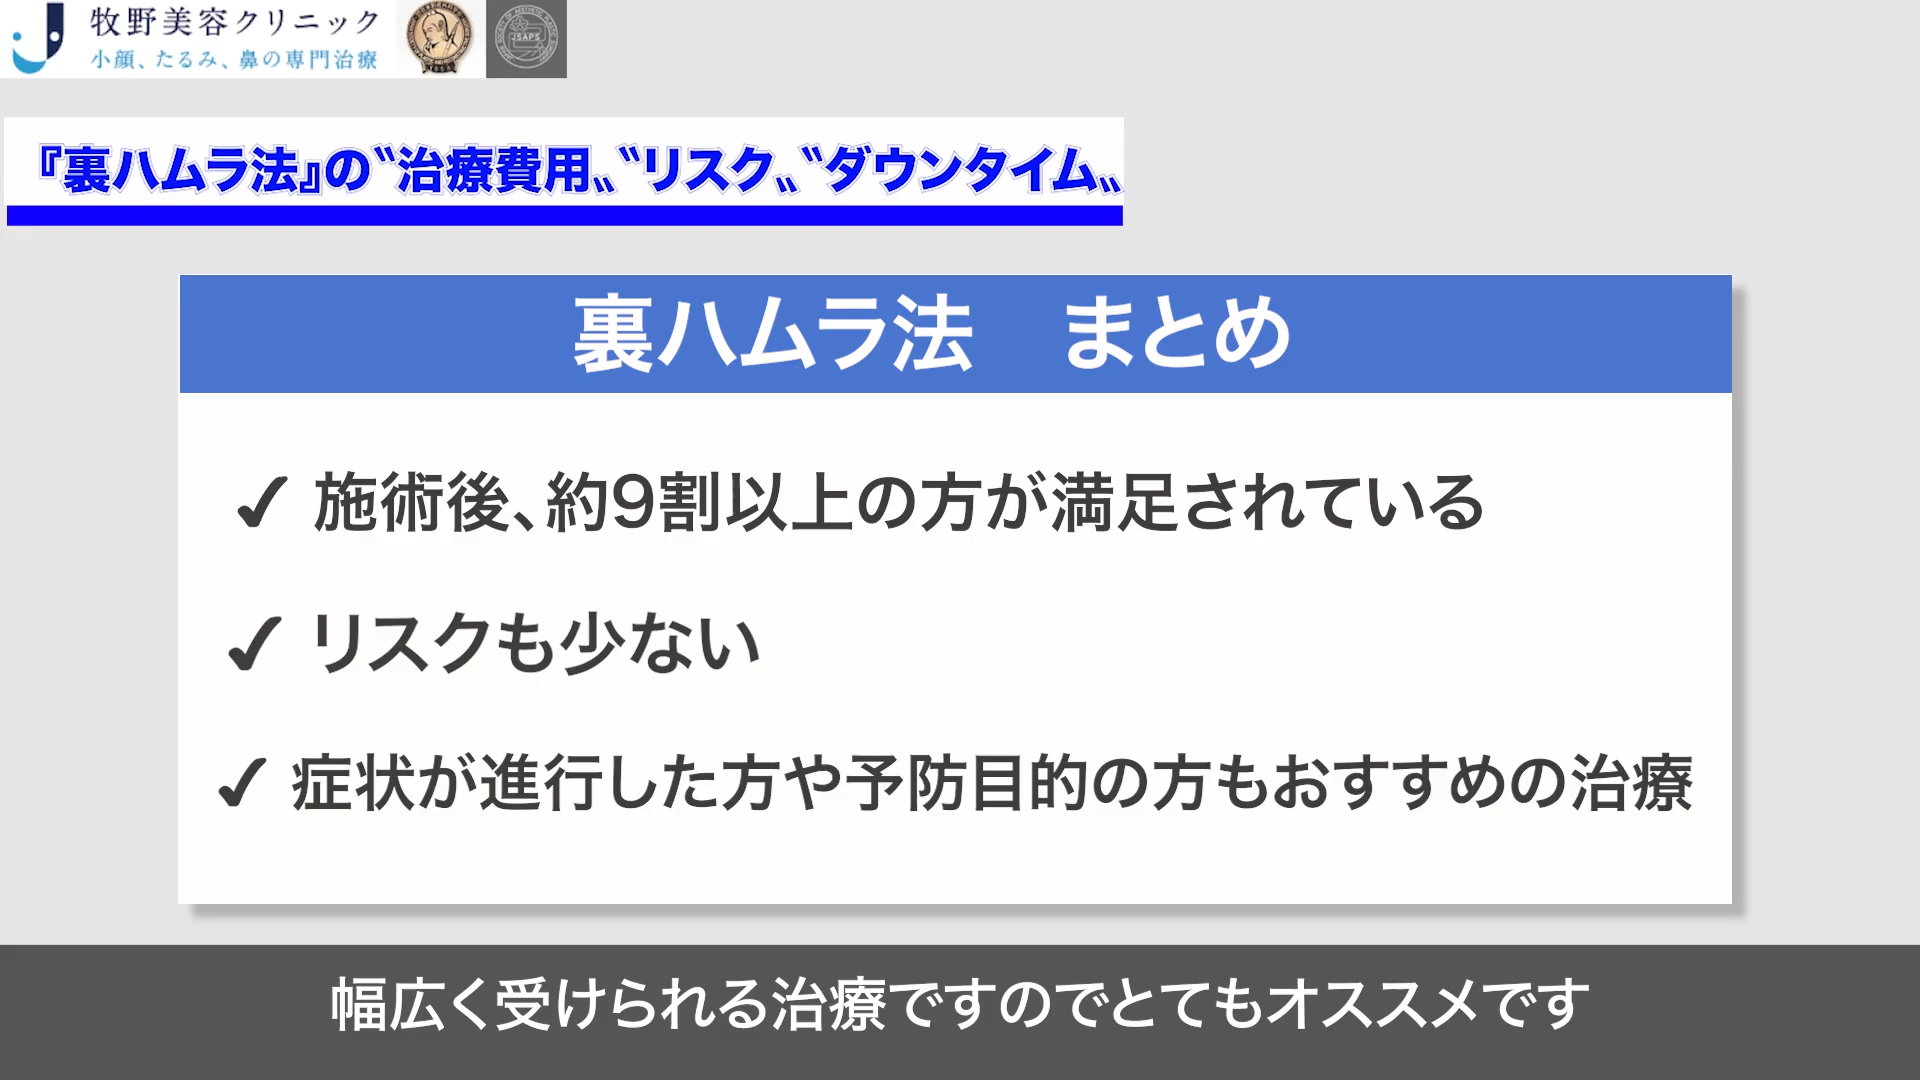 牧野美容クリニック
小顔、たるみ、鼻の専門治療
JSAPS
『裏ハムラ法』の〝治療費用〟〝リスク〟〝ダウンタイム〟
裏ハムラ法　まとめ
✓ 施術後、約9割以上の方が満足されている
✓ リスクも少ない
✓ 症状が進行した方や予防目的の方もおすすめの治療
幅広く受けられる治療ですのでとてもオススメです